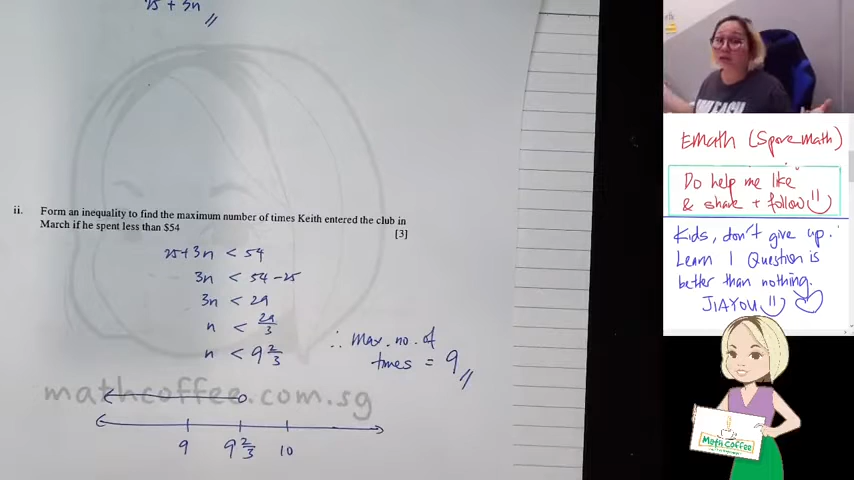 25 + 3n
ii. Form an inequality to find the maximum number of times Keith entered the club in
March if he spent less than $54
[3]
25+3n < 54
3n < 54-25
3n < 29
n < 29/3
n < 9 2/3
∴ max. no. of
times = 9
mathcoffee.com.sg
9 9 2/3 10
EMath (Spore math)
Do help me like
& share + follow
Kids, don't give up.
Learn 1 Question is
better than nothing.
JIAYOU
Math Coffee